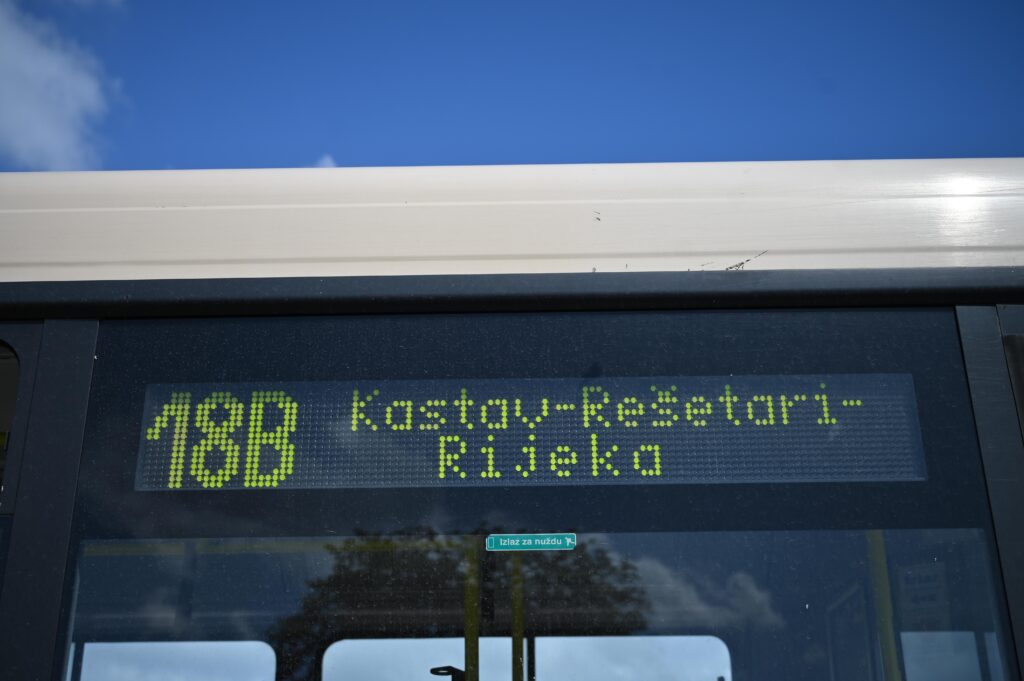 18B Kastav-Rešetari-
Rijeka
Izlaz za nuždu